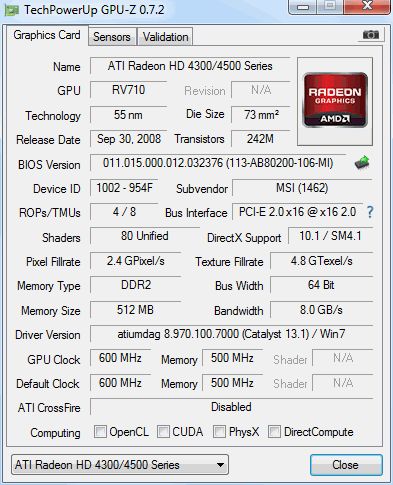 TechPowerUp GPU-Z 0.7.2
Graphics Card Sensors Validation
Name ATI Radeon HD 4300/4500 Series
GPU RV710 Revision N/A
Technology 55 nm Die Size 73 mm²
Release Date Sep 30, 2008 Transistors 242M
RADEON
GRAPHICS
AMD
BIOS Version 011.015.000.012.032376 (113-AB80200-106-MI)
Device ID 1002 - 954F Subvendor MSI (1462)
ROPs/TMUs 4 / 8 Bus Interface PCI-E 2.0 x16 @ x16 2.0 ?
Shaders 80 Unified DirectX Support 10.1 / SM4.1
Pixel Fillrate 2.4 GPixel/s Texture Fillrate 4.8 GTexel/s
Memory Type DDR2 Bus Width 64 Bit
Memory Size 512 MB Bandwidth 8.0 GB/s
Driver Version atiumdag 8.970.100.7000 (Catalyst 13.1) / Win7
GPU Clock 600 MHz Memory 500 MHz Shader N/A
Default Clock 600 MHz Memory 500 MHz Shader N/A
ATI CrossFire Disabled
Computing OpenCL CUDA PhysX DirectCompute
ATI Radeon HD 4300/4500 Series Close